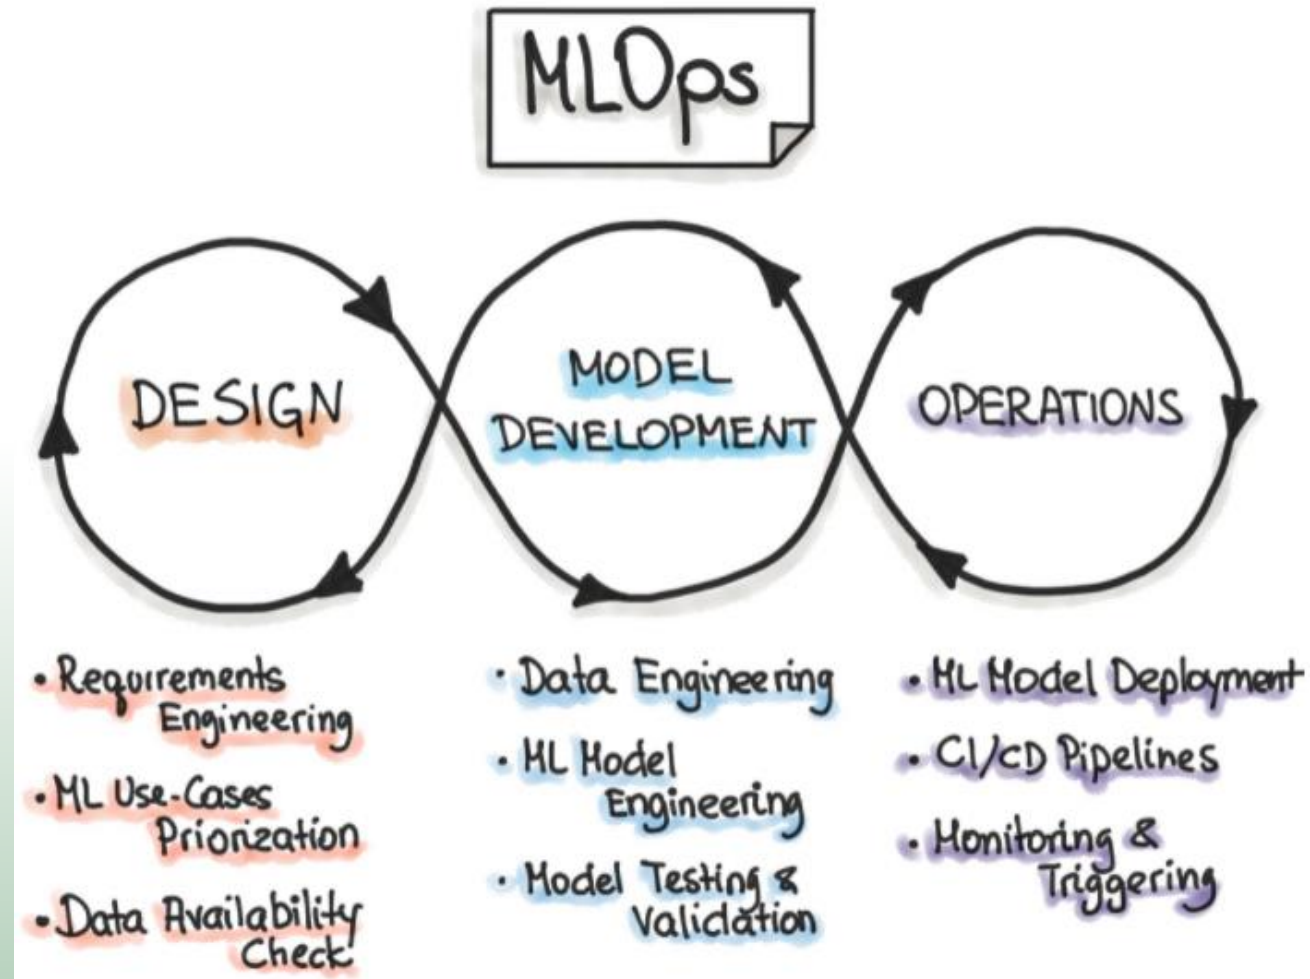 MLOps
DESIGN
MODEL
DEVELOPMENT
OPERATIONS
• Requirements
Engineering
• ML Use-Cases
Priorization
• Data Availability
Check
• Data Engineering
• ML Model
Engineering
• Model Testing &
Validation
• ML Model Deployment
• CI/CD Pipelines
• Monitoring &
Triggering